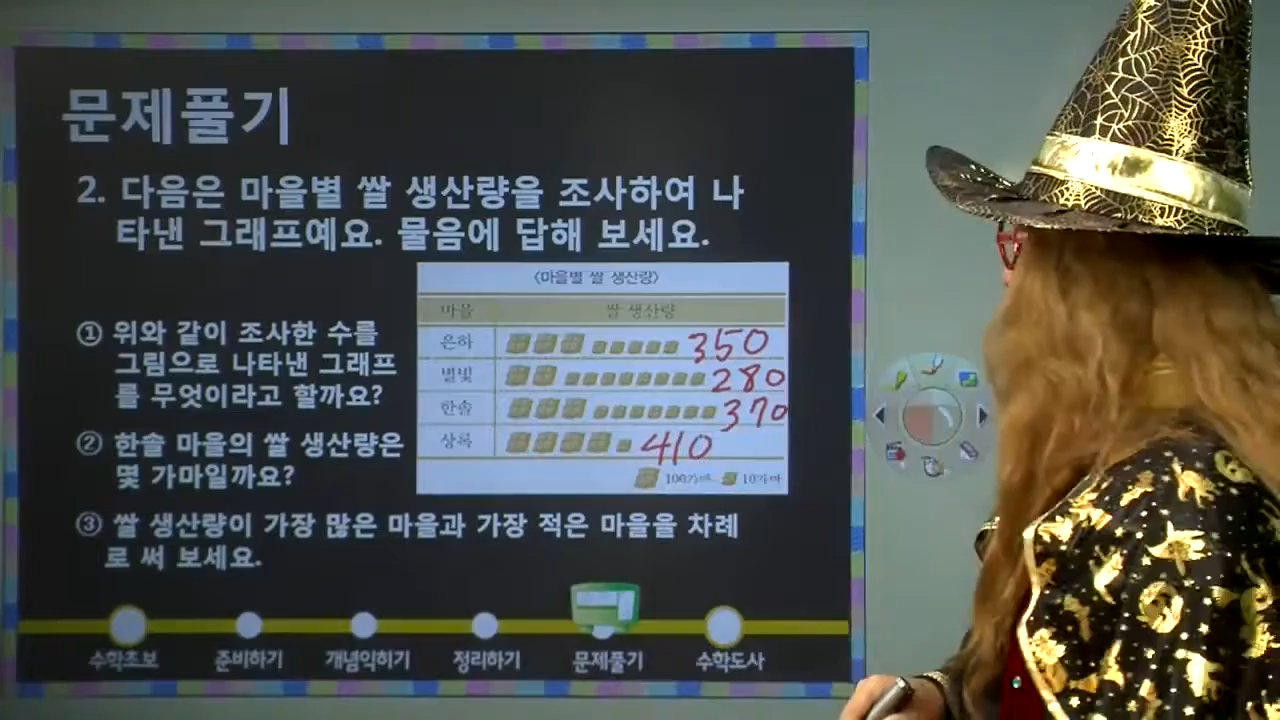 문제풀기
2. 다음은 마을별 쌀 생산량을 조사하여 나
타낸 그래프예요. 물음에 답해 보세요.
<마을별 쌀 생산량>
마을 쌀 생산량
은하 350
별빛 280
한솔 370
상록 410
100가마 10가마
① 위와 같이 조사한 수를
그림으로 나타낸 그래프
를 무엇이라고 할까요?
② 한솔 마을의 쌀 생산량은
몇 가마일까요?
③ 쌀 생산량이 가장 많은 마을과 가장 적은 마을을 차례
로 써 보세요.
수학초보 준비하기 개념익히기 정리하기 문제풀기 수학도사